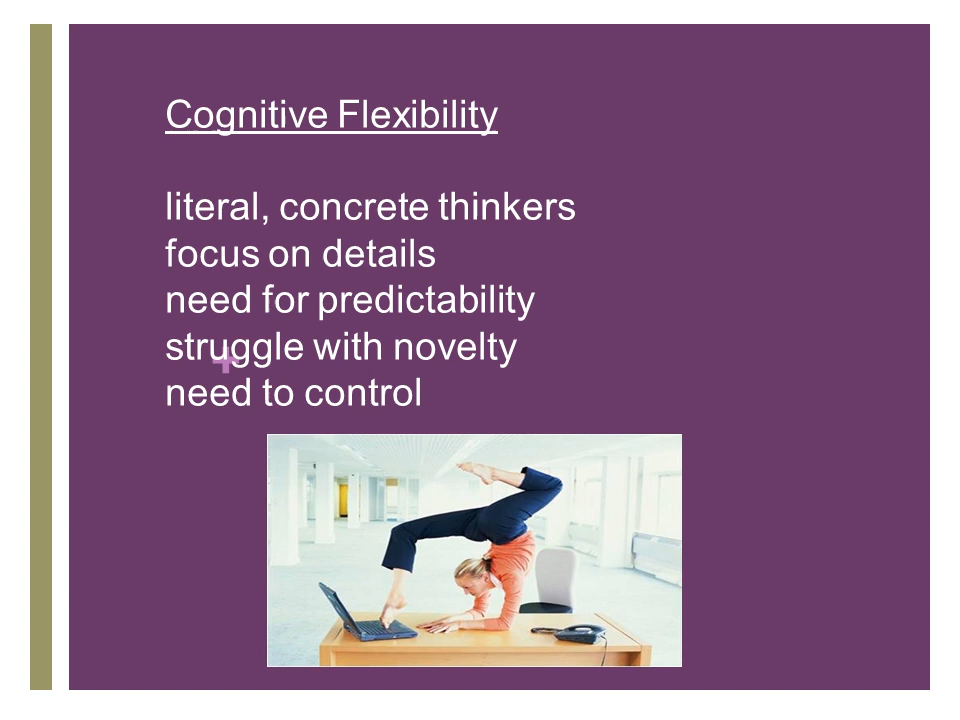 Cognitive Flexibility
literal, concrete thinkers
focus on details
need for predictability
struggle with novelty
need to control